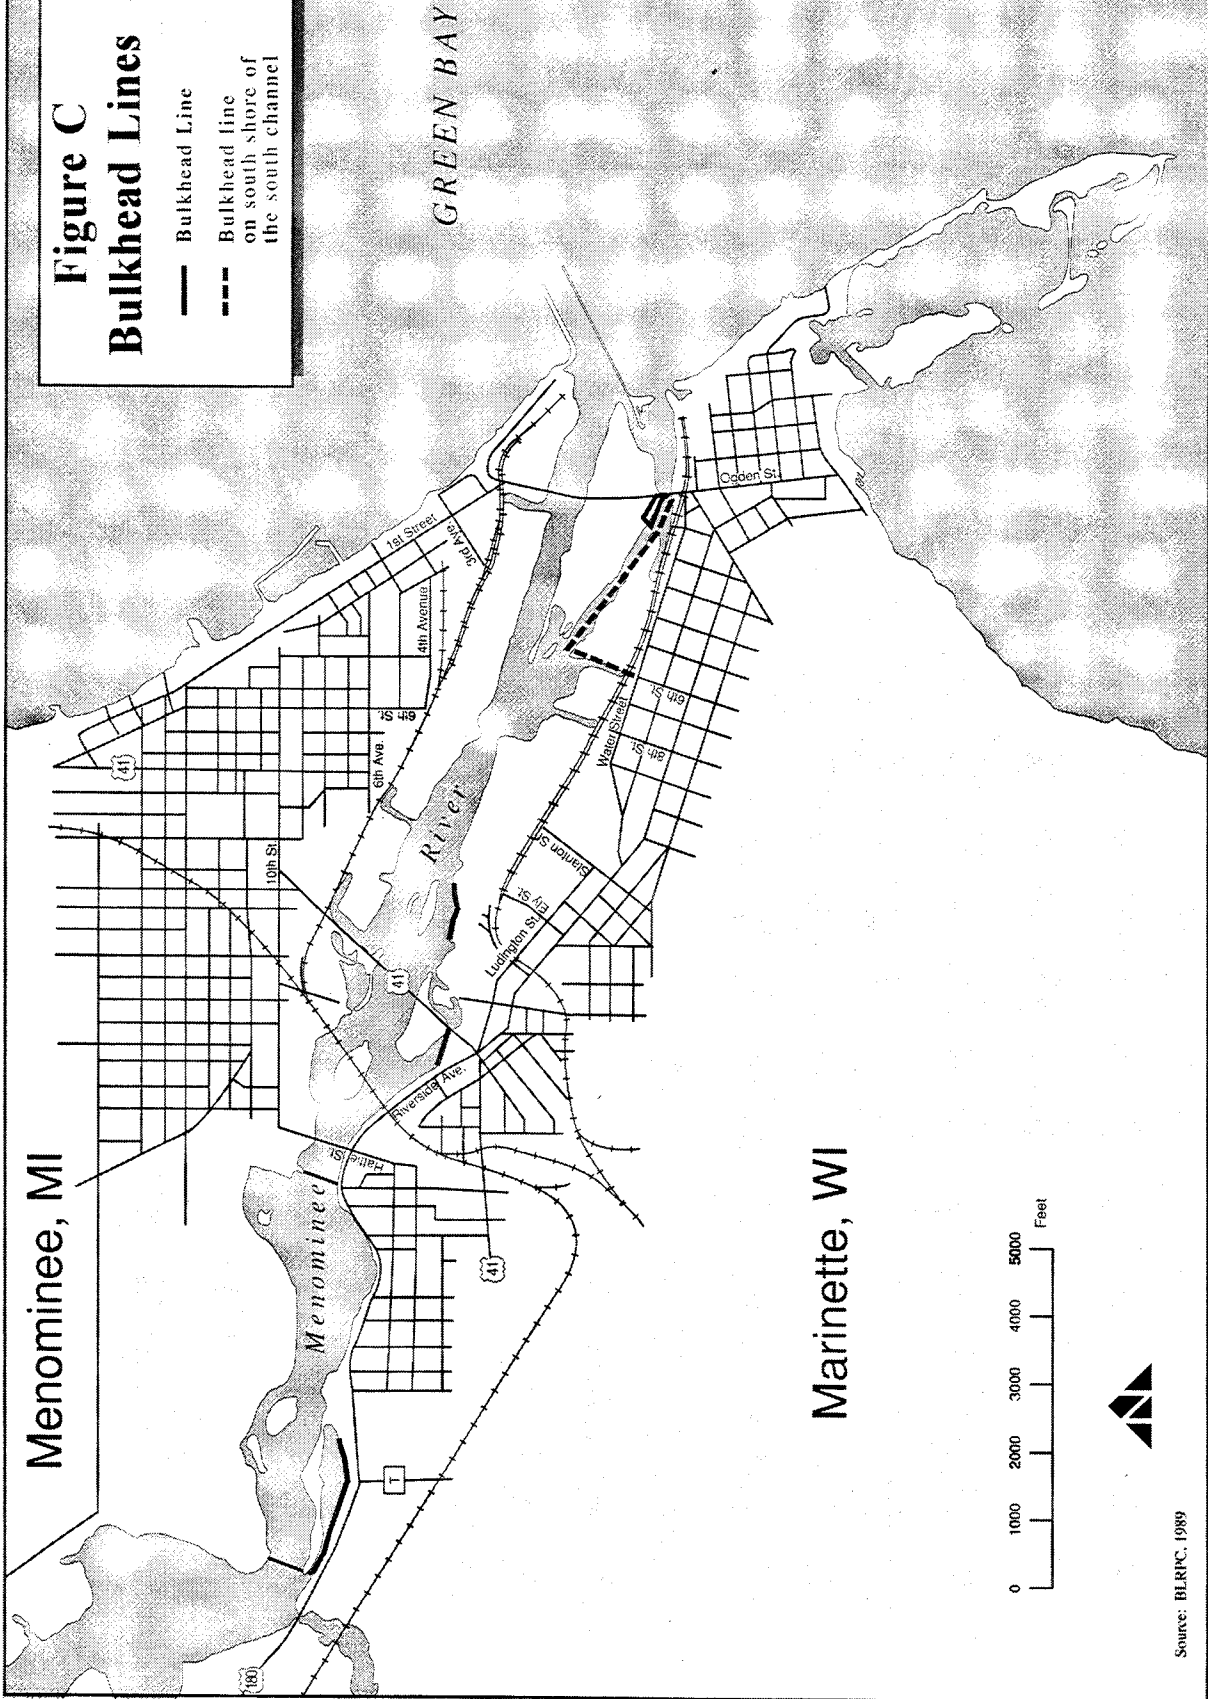 Figure C
Bulkhead Lines
Bulkhead Line
Bulkhead line
on south shore of
the south channel
GREEN BAY
Menominee, MI
Marinette, WI
Menominee
River
41
10th St.
6th Ave.
6th St.
4th Avenue
3rd Ave.
1st Street
Ogden St.
6th St.
8th St.
Water Street
Stanton St.
Ely St.
Ludington St.
41
Riverside Ave.
Hattie St.
41
T
180
0
1000
2000
3000
4000
5000
Feet
Source: BLRPC, 1989